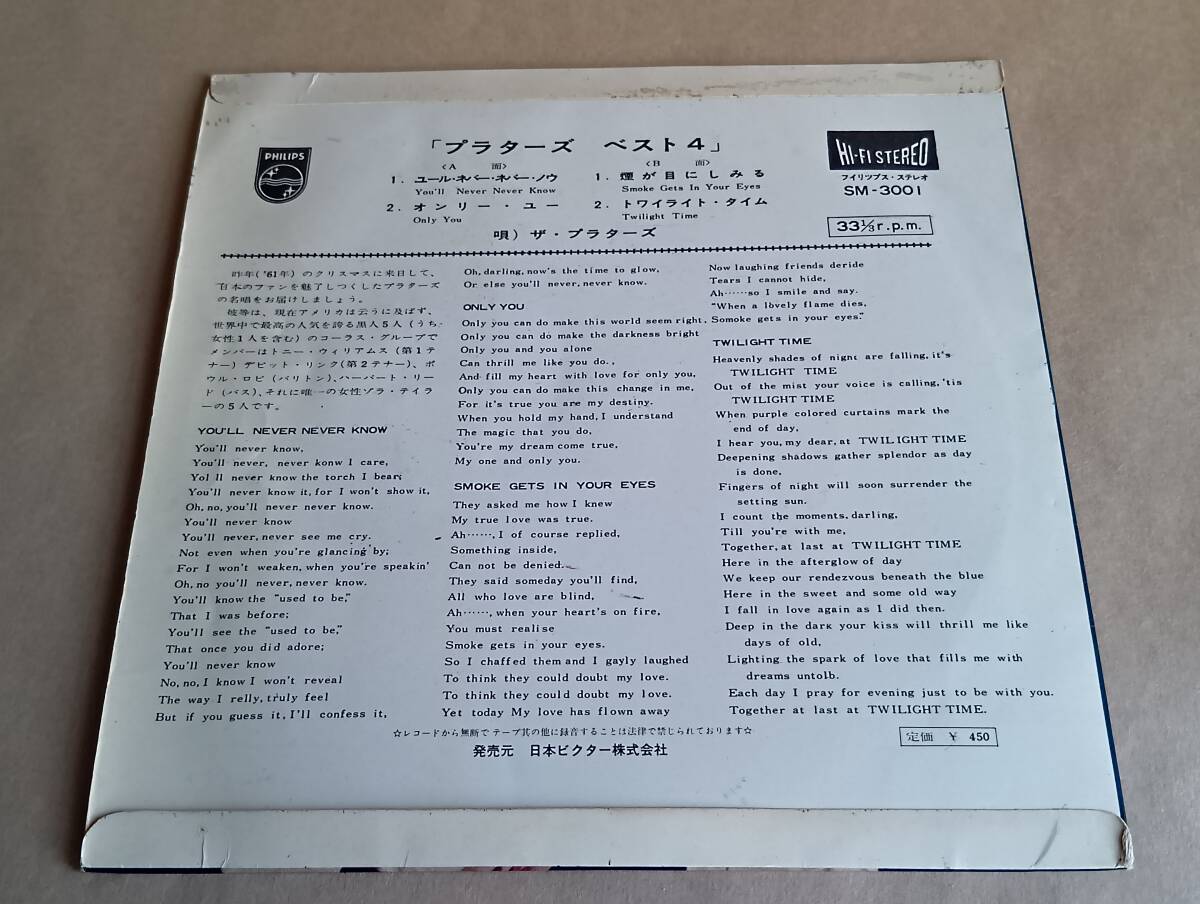 PHILIPS
「プラターズ ベスト4」
〈A 面〉
1. ユール・ネバー・ネバー・ノウ
You'll Never Never Know
2. オンリー・ユー
Only You
〈B 面〉
1. 煙が目にしみる
Smoke Gets In Your Eyes
2. トワイライト・タイム
Twilight Time
唄) ザ・プラターズ
HI-FI STEREO
フイリップス・ステレオ
SM-3001
33⅓r.p.m.
昨年('61年)のクリスマスに来日して、
日本のファンを魅了しつくしたプラターズ
の名唱をお届けしましょう。
彼等は、現在アメリカは云うに及ばず、
世界中で最高の人気を誇る黒人5人(うち
女性1人を含む)のコーラス・グループで
メンバーはトニー・ウィリアムス(第1テ
ナー)デビット・リンク(第2テナー)、ポ
ウル・ロビ(バリトン)、ハーバート・リー
ド(バス)、それに唯一の女性ゾラ・テイラ
ーの5人です。
YOU'LL NEVER NEVER KNOW
You'll never know,
You'll never, never konw I care,
Yol ll never know the torch I bear;
You'll never know it, for I won't show it,
Oh, no, you'll never never know.
You'll never know
You'll never, never see me cry.
Not even when you're glancing by;
For I won't weaken, when you're speakin'
Oh, no you'll never, never know.
You'll know the "used to be,"
That I was before;
You'll see the "used to be,"
That once you did adore;
You'll never know
No, no, I know I won't reveal
The way I relly, truly feel
But if you guess it, I'll confess it,
Oh, darling, now's the time to glow,
Or else you'll never, never know.
ONLY YOU
Only you can do make this world seem right,
Only you can do make the darkness bright
Only you and you alone
Can thrill me like you do.,
And fill my heart with love for only you,
Only you can do make this change in me,
For it's true you are my destiny.
When you hold my hand, I understand
The magic that you do,
You're my dream come true,
My one and only you.
SMOKE GETS IN YOUR EYES
They asked me how I knew
My true love was true.
Ah……, I of course replied,
Something inside,
Can not be denied.
They said someday you'll find,
All who love are blind,
Ah……, when your heart's on fire,
You must realise
Smoke gets in your eyes.
So I chaffed them and I gayly laughed
To think they could doubt my love.
To think they could doubt my love.
Yet today My love has flown away
Now laughing friends deride
Tears I cannot hide,
Ah……so I smile and say.
"When a lbvely flame dies,
Somoke gets in your eyes."
TWILIGHT TIME
Heavenly shades of night are falling, it's
TWILIGHT TIME
Out of the mist your voice is calling, 'tis
TWILIGHT TIME
When purple colored curtains mark the
end of day,
I hear you, my dear, at TWILIGHT TIME
Deepening shadows gather splendor as day
is done,
Fingers of night will soon surrender the
setting sun.
I count the moments, darling,
Till you're with me,
Together, at last at TWILIGHT TIME
Here in the afterglow of day
We keep our rendezvous beneath the blue
Here in the sweet and some old way
I fall in love again as I did then.
Deep in the dark your kiss will thrill me like
days of old,
Lighting the spark of love that fills me with
dreams untolb.
Each day I pray for evening just to be with you.
Together at last at TWILIGHT TIME.
☆レコードから無断でテープ其の他に録音することは法律で禁じられております☆
発売元 日本ビクター株式会社
定価 ¥ 450